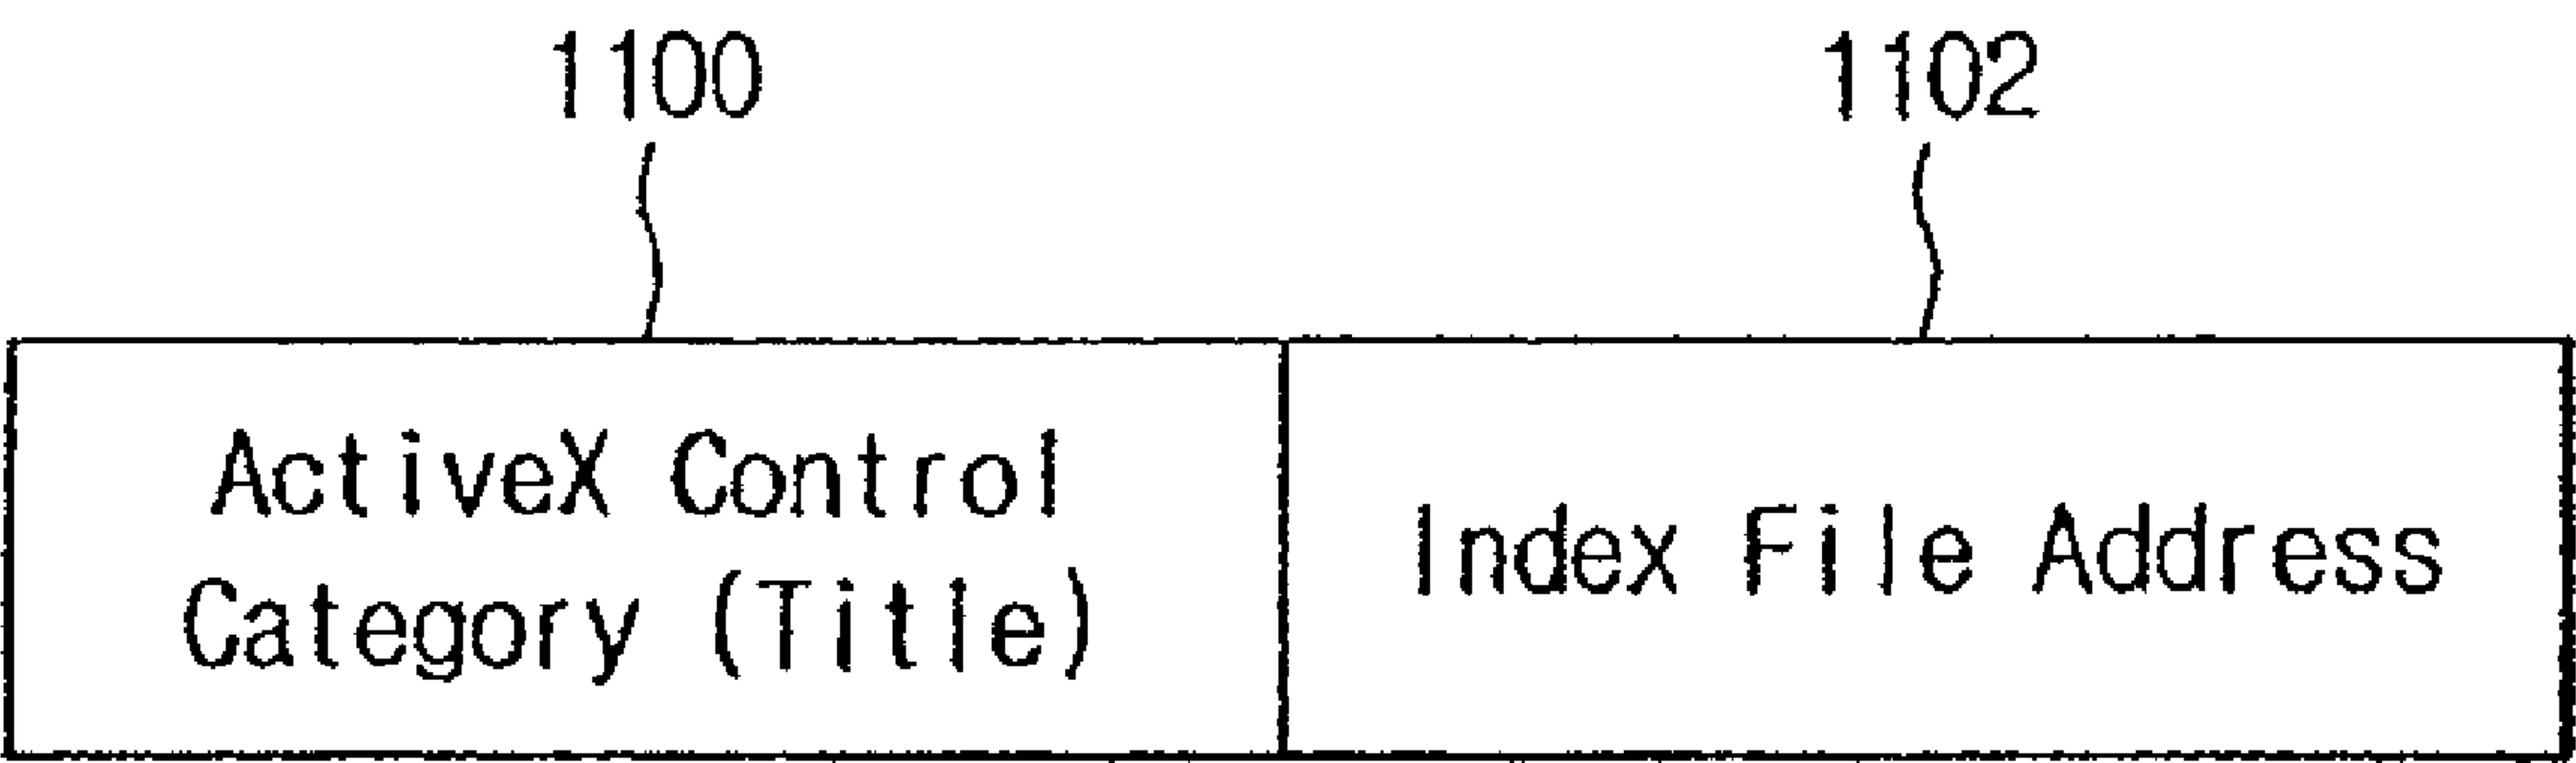 1100
1102
ActiveX Control
Category (Title)
Index File Address